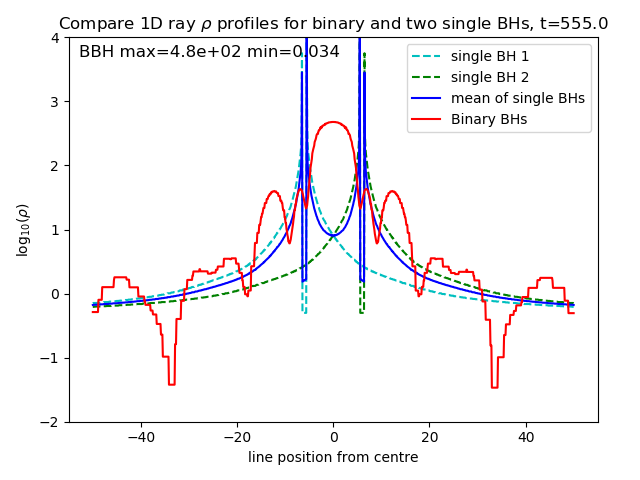 Compare 1D ray ρ profiles for binary and two single BHs, t=555.0
BBH max=4.8e+02 min=0.034
single BH 1
single BH 2
mean of single BHs
Binary BHs
log₁₀(ρ)
4
3
2
1
0
−1
−2
−40 −20 0 20 40
line position from centre